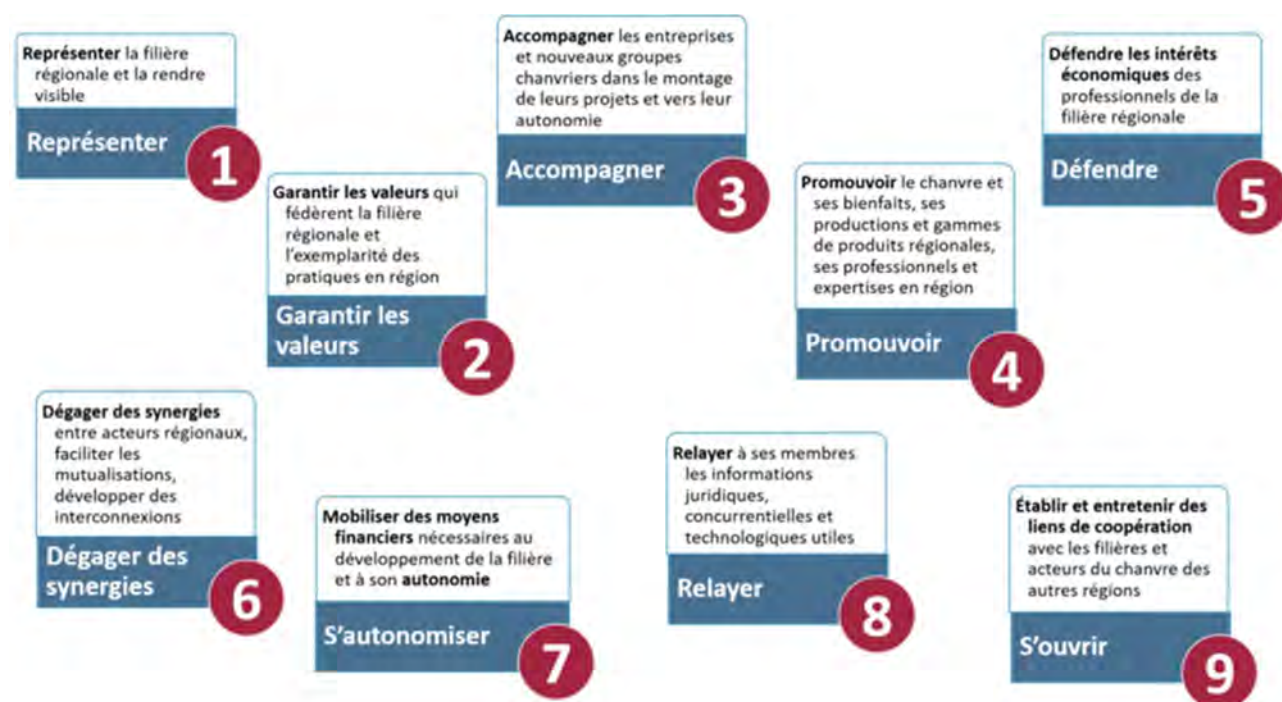 Représenter la filière
régionale et la rendre
visible
Représenter
1
Garantir les valeurs qui
fédèrent la filière
régionale et
l'exemplarité des
pratiques en région
Garantir les
valeurs
2
Accompagner les entreprises
et nouveaux groupes
chanvriers dans le montage
de leurs projets et vers leur
autonomie
Accompagner
3
Promouvoir le chanvre et
ses bienfaits, ses
productions et gammes
de produits régionales,
ses professionnels et
expertises en région
Promouvoir
4
Défendre les intérêts
économiques des
professionnels de la
filière régionale
Défendre
5
Dégager des synergies
entre acteurs régionaux,
faciliter les
mutualisations,
développer des
interconnexions
Dégager des
synergies
6
Mobiliser des moyens
financiers nécessaires au
développement de la filière
et à son autonomie
S'autonomiser
7
Relayer à ses membres
les informations
juridiques,
concurrentielles et
technologiques utiles
Relayer
8
Établir et entretenir des
liens de coopération
avec les filières et
acteurs du chanvre des
autres régions
S'ouvrir
9